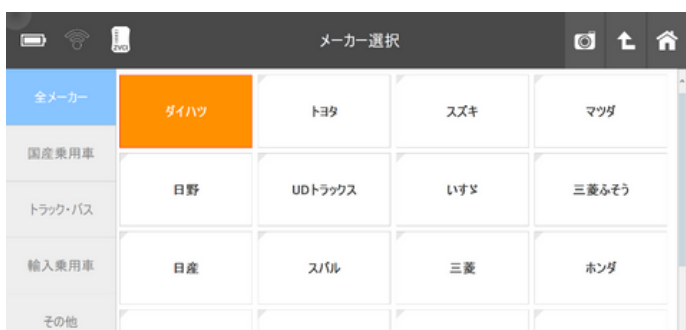 ZVCI
メーカー選択
全メーカー
国産乗用車
トラック・バス
輸入乗用車
その他
ダイハツ
トヨタ
スズキ
マツダ
日野
UDトラックス
いすゞ
三菱ふそう
日産
スバル
三菱
ホンダ